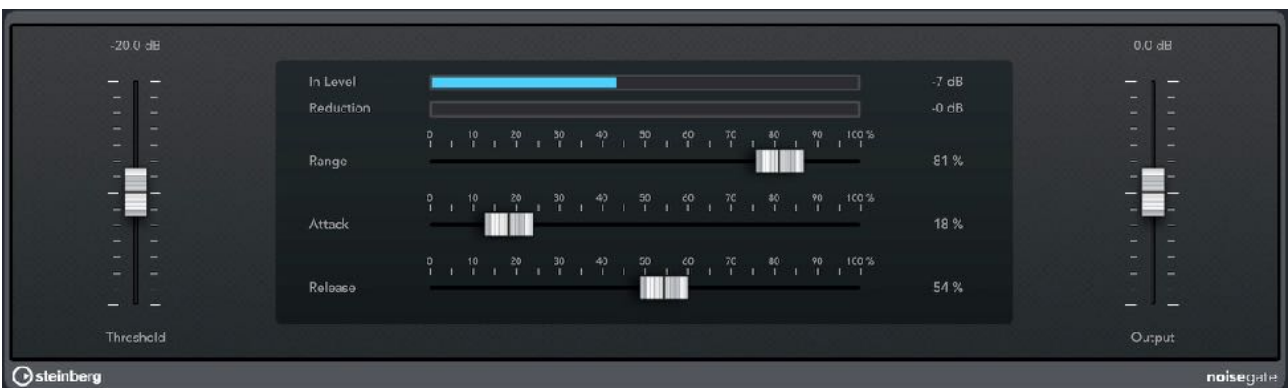 -20.0 dB
0.0 dB
In Level
-7 dB
Reduction
-0 dB
0 10 20 30 40 50 60 70 80 90 100 %
Range
81 %
0 10 20 30 40 50 60 70 80 90 100 %
Attack
18 %
0 10 20 30 40 50 60 70 80 90 100 %
Release
54 %
Threshold
Output
steinberg
noisegate